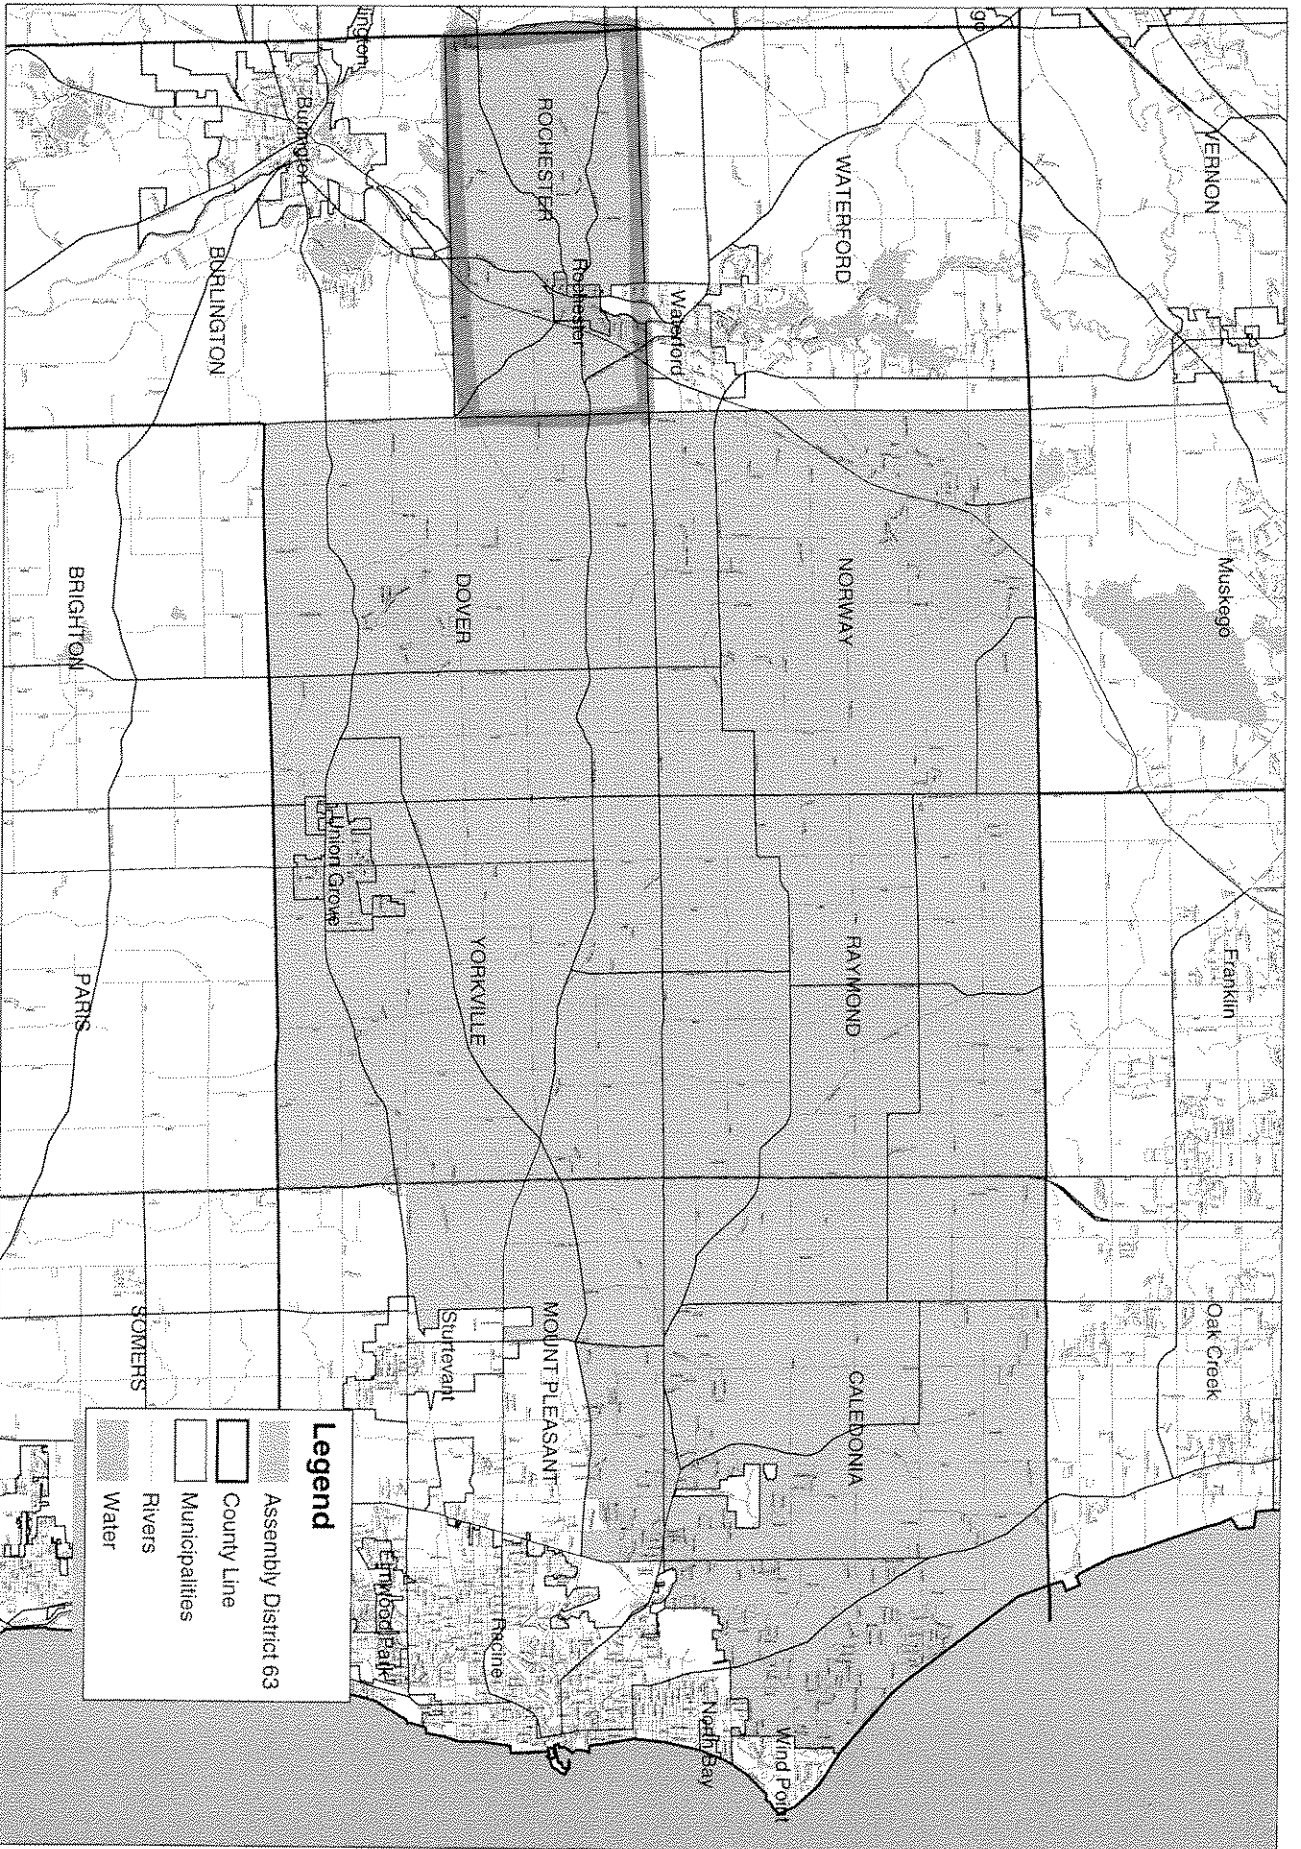 VERNON
Muskego
Franklin
Oak Creek
go
WATERFORD
NORWAY
RAYMOND
CALEDONIA
Wind Point
Waterford
North Bay
ROCHESTER
Rochester
DOVER
YORKVILLE
MOUNT PLEASANT
Racine
Sturtevant
Elmwood Park
ington
Burlington
Union Grove
BURLINGTON
BRIGHTON
PARIS
SOMERS
Legend
Assembly District 63
County Line
Municipalities
Rivers
Water